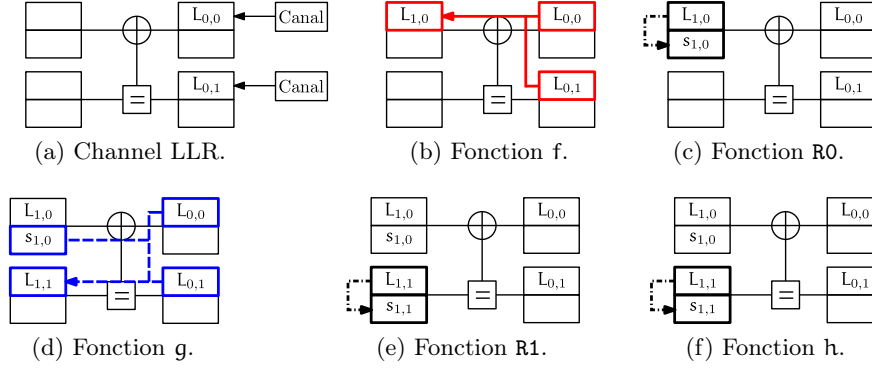 L0,0 Canal
L0,1 Canal
(a) Channel LLR.
L1,0 L0,0
L0,1
(b) Fonction f.
L1,0 L0,0
s1,0
L0,1
(c) Fonction R0.
L1,0 L0,0
s1,0
L1,1 L0,1
(d) Fonction g.
L1,0 L0,0
s1,0
L1,1 L0,1
s1,1
(e) Fonction R1.
L1,0 L0,0
s1,0
L1,1 L0,1
s1,1
(f) Fonction h.